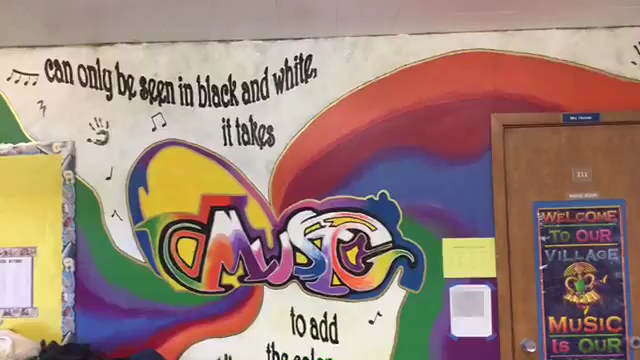 can only be seen in black and white,
it takes
MUSIC
to add
the color
211
WELCOME
TO OUR
VILLAGE
MUSIC
IS OUR